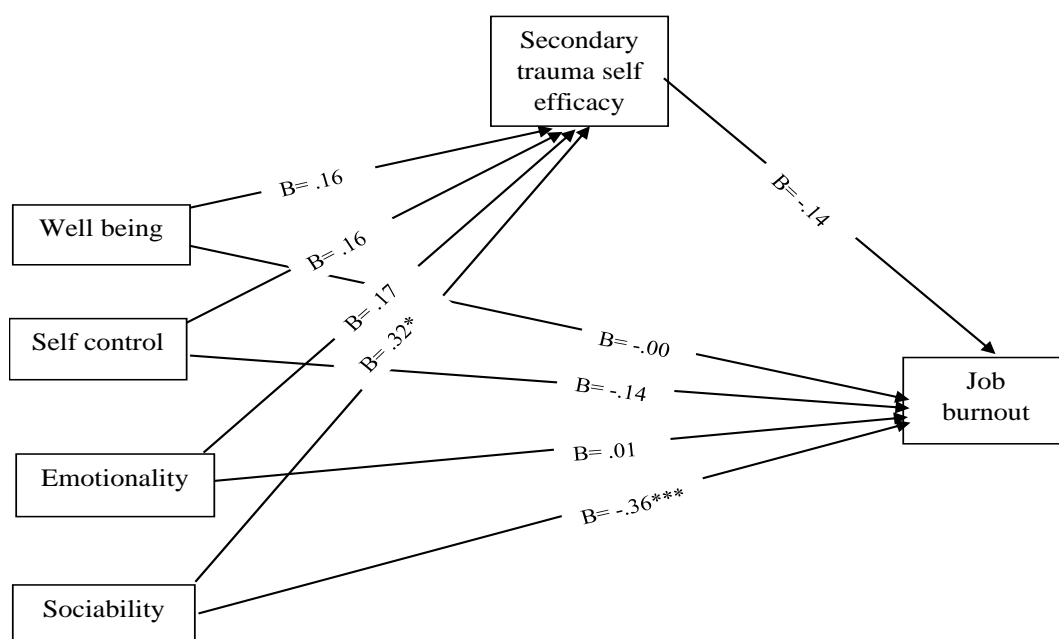 Secondary
trauma self
efficacy
B= .16
B= -.14
Well being
B= .16
B= .17
Self control
B= .32*
B= -.00
Job
burnout
B= -.14
Emotionality
B= .01
B= -.36***
Sociability